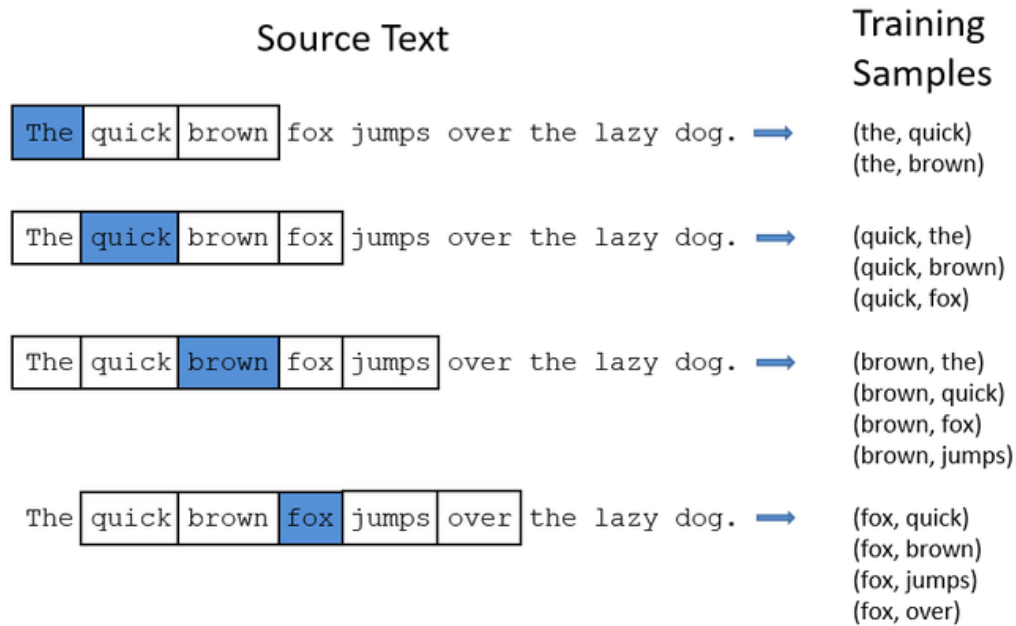 Source Text
Training
Samples
The quick brown fox jumps over the lazy dog.
(the, quick)
(the, brown)
The quick brown fox jumps over the lazy dog.
(quick, the)
(quick, brown)
(quick, fox)
The quick brown fox jumps over the lazy dog.
(brown, the)
(brown, quick)
(brown, fox)
(brown, jumps)
The quick brown fox jumps over the lazy dog.
(fox, quick)
(fox, brown)
(fox, jumps)
(fox, over)